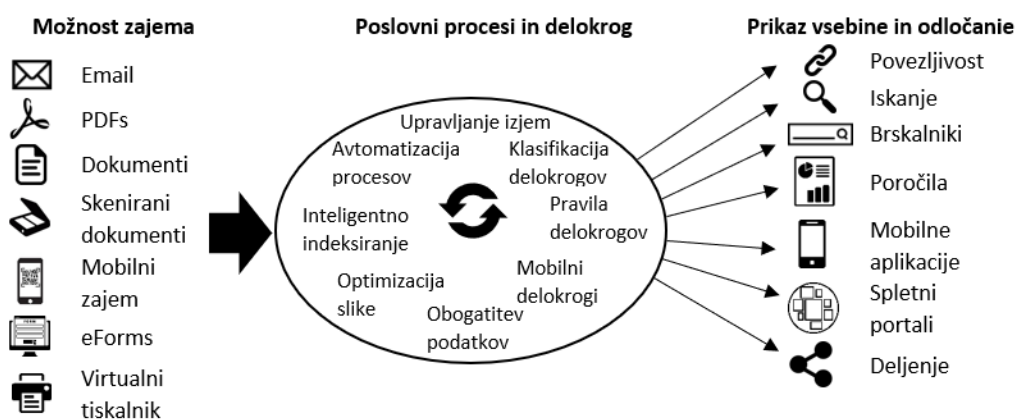 Možnost zajema
Email
PDFs
Dokumenti
Skenirani
dokumenti
Mobilni
zajem
eForms
Virtualni
tiskalnik
Poslovni procesi in delokrog
Upravljanje izjem
Avtomatizacija
procesov
Klasifikacija
delokrogov
Inteligentno
indeksiranje
Pravila
delokrogov
Optimizacija
slike
Mobilni
delokrogi
Obogatitev
podatkov
Prikaz vsebine in odločanje
Povezljivost
Iskanje
Brskalniki
Poročila
Mobilne
aplikacije
Spletni
portali
Deljenje